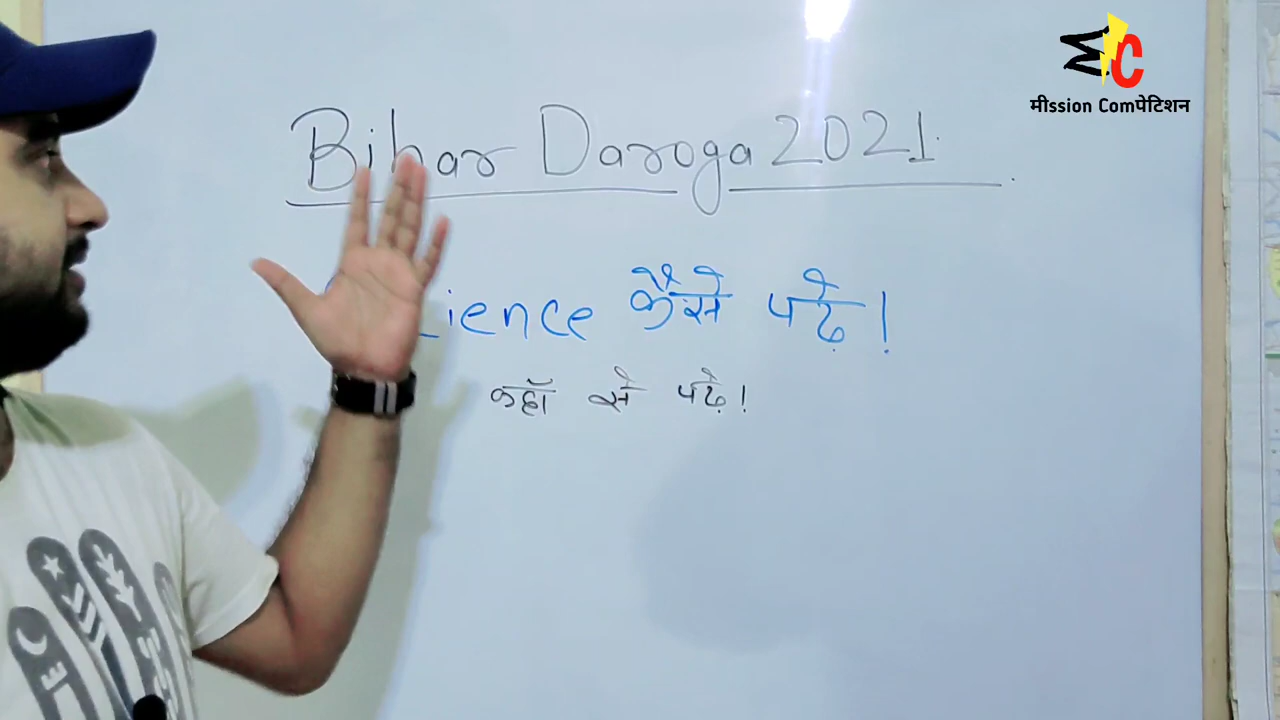 Bihar Daroga 2021
ience कैसे पढ़े!
कहाँ से पढ़े!
मीssion Comपेटिशन